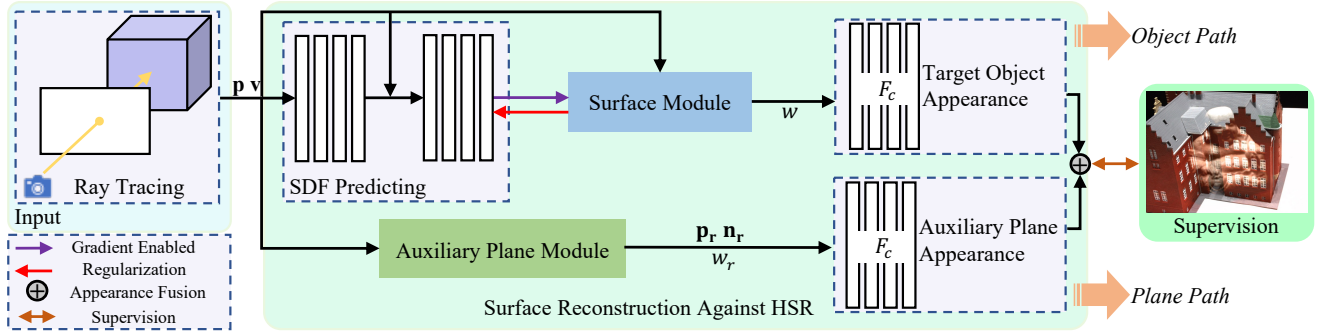 Ray Tracing
Input
p v
SDF Predicting
Surface Module
w
F_c
Target Object
Appearance
Object Path
Auxiliary Plane Module
p_r n_r
w_r
F_c
Auxiliary Plane
Appearance
Plane Path
Supervision
Surface Reconstruction Against HSR
Gradient Enabled
Regularization
Appearance Fusion
Supervision